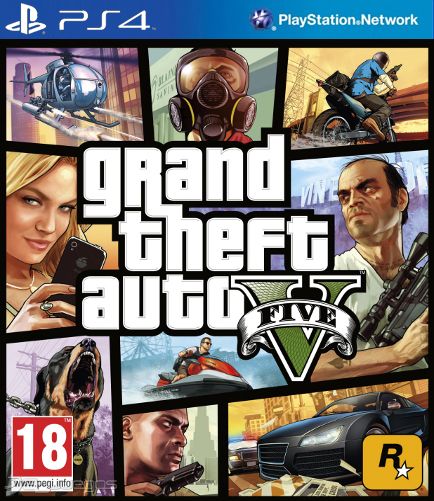 PS4
PlayStation®Network
grand
theft
auto V
FIVE
18
www.pegi.info
R